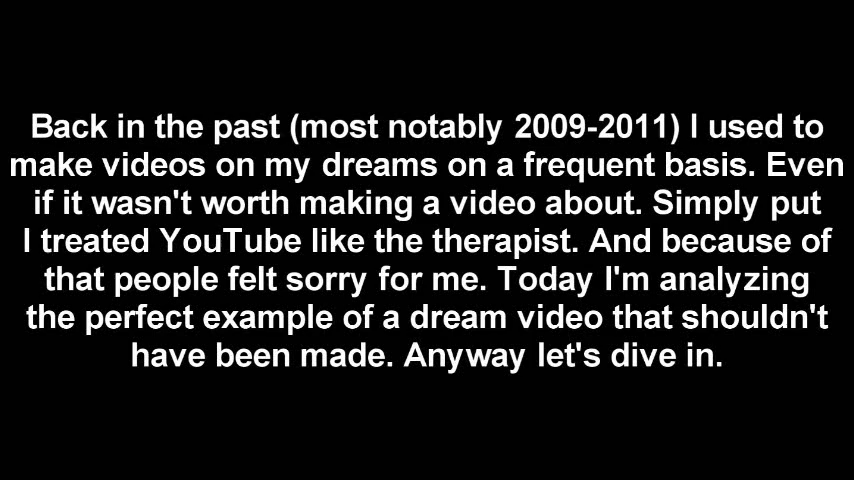 Back in the past (most notably 2009-2011) I used to
make videos on my dreams on a frequent basis. Even
if it wasn't worth making a video about. Simply put
I treated YouTube like the therapist. And because of
that people felt sorry for me. Today I'm analyzing
the perfect example of a dream video that shouldn't
have been made. Anyway let's dive in.